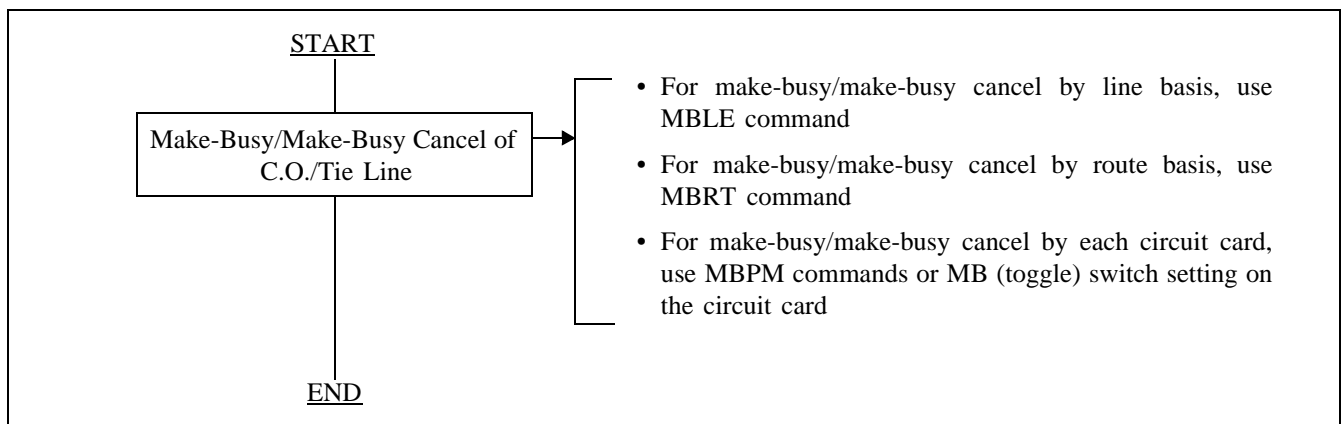 START
Make-Busy/Make-Busy Cancel of
C.O./Tie Line
• For make-busy/make-busy cancel by line basis, use
MBLE command
• For make-busy/make-busy cancel by route basis, use
MBRT command
• For make-busy/make-busy cancel by each circuit card,
use MBPM commands or MB (toggle) switch setting on
the circuit card
END